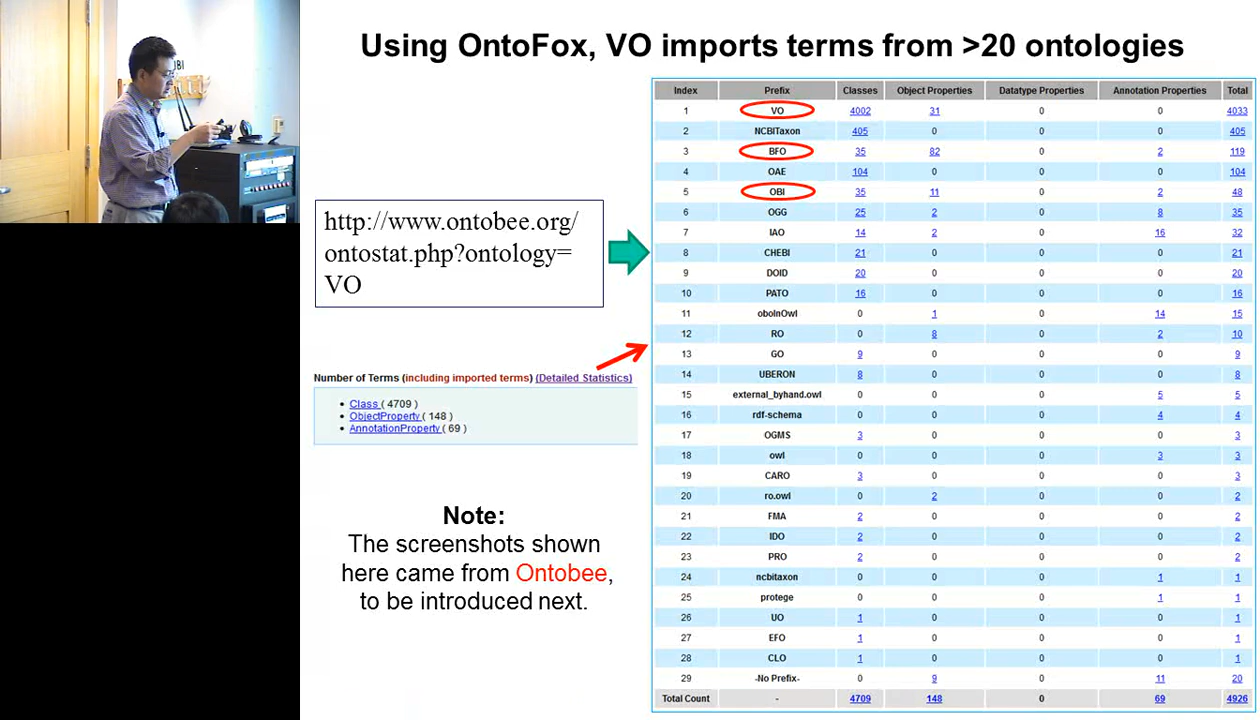 Using OntoFox, VO imports terms from >20 ontologies
BI
http://www.ontobee.org/
ontostat.php?ontology=
VO
Number of Terms (including imported terms) (Detailed Statistics)
• Class ( 4709 )
• ObjectProperty ( 148 )
• AnnotationProperty ( 69 )
Note:
The screenshots shown
here came from Ontobee,
to be introduced next.
Index Prefix Classes Object Properties Datatype Properties Annotation Properties Total
1 VO 4002 31 0 0 4033
2 NCBITaxon 405 0 0 0 405
3 BFO 35 82 0 2 119
4 OAE 104 0 0 0 104
5 OBI 35 11 0 2 48
6 OGG 25 2 0 8 35
7 IAO 14 2 0 16 32
8 CHEBI 21 0 0 0 21
9 DOID 20 0 0 0 20
10 PATO 16 0 0 0 16
11 oboInOwl 0 1 0 14 15
12 RO 0 8 0 2 10
13 GO 9 0 0 0 9
14 UBERON 8 0 0 0 8
15 external_byhand.owl 0 0 0 5 5
16 rdf-schema 0 0 0 4 4
17 OGMS 3 0 0 0 3
18 owl 0 0 0 3 3
19 CARO 3 0 0 0 3
20 ro.owl 0 2 0 0 2
21 FMA 2 0 0 0 2
22 IDO 2 0 0 0 2
23 PRO 2 0 0 0 2
24 ncbitaxon 0 0 0 1 1
25 protege 0 0 0 1 1
26 UO 1 0 0 0 1
27 EFO 1 0 0 0 1
28 CLO 1 0 0 0 1
29 -No Prefix- 0 9 0 11 20
Total Count - 4709 148 0 69 4926